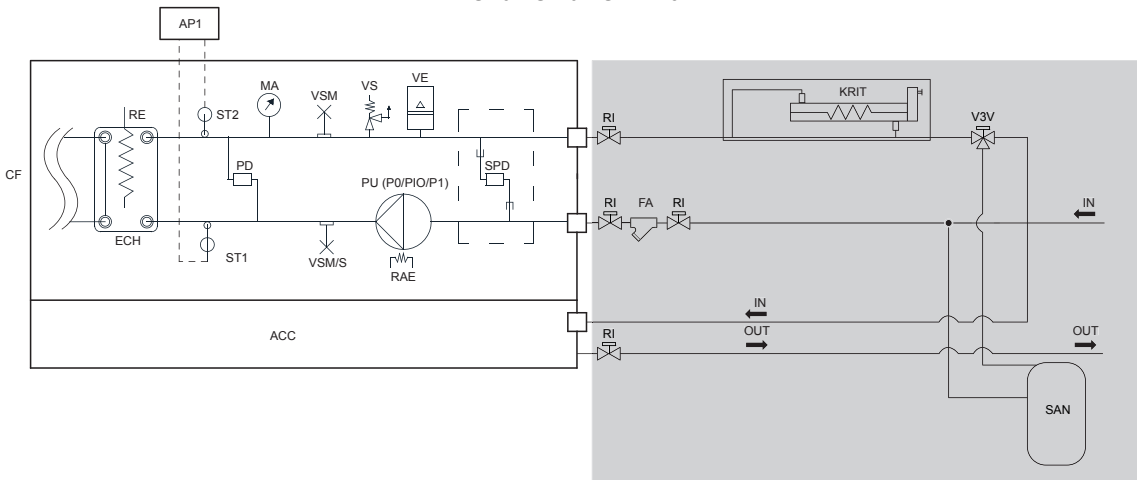 AP1
MA
VSM
VS
VE
RE
ST2
KRIT
RI
V3V
CF
PD
SPD
PU (P0/PIO/P1)
RI
FA
RI
IN
ECH
ST1
VSM/S
RAE
IN
ACC
RI
OUT
OUT
SAN